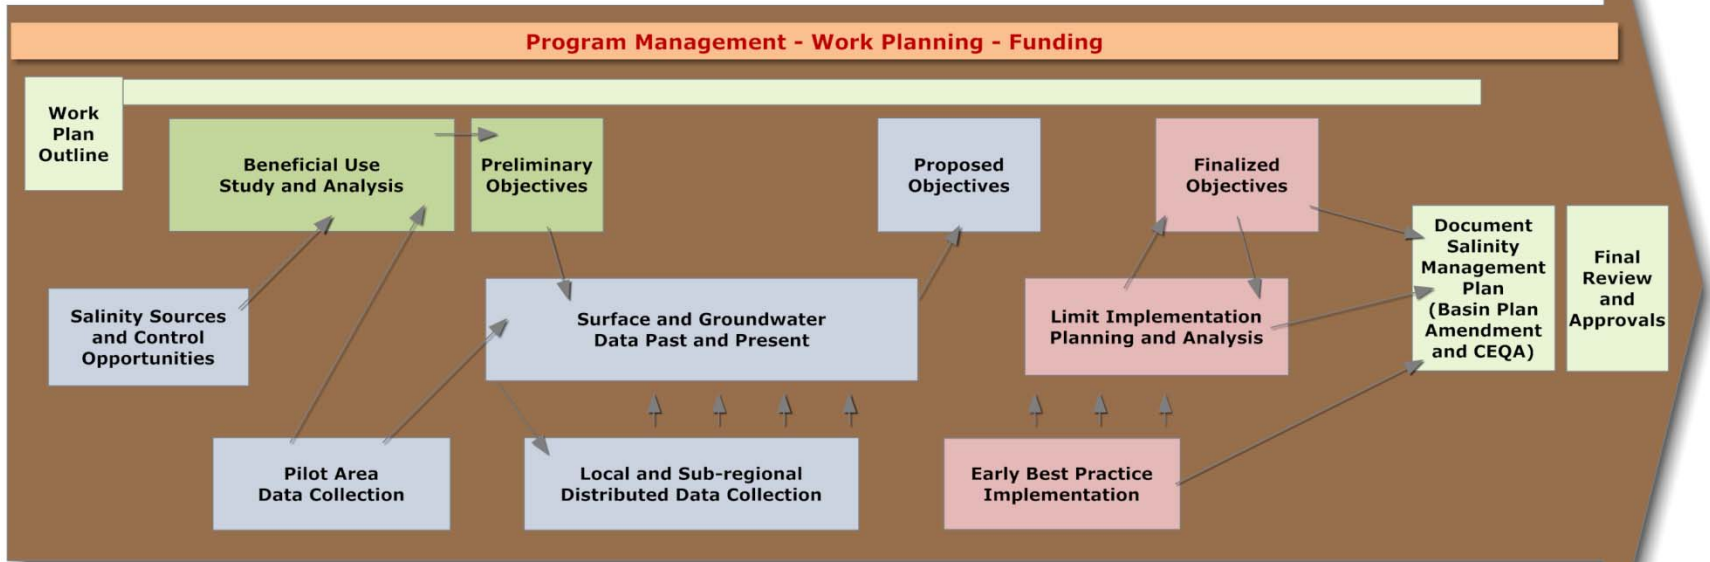 Program Management - Work Planning - Funding
Work
Plan
Outline
Beneficial Use
Study and Analysis
Preliminary
Objectives
Proposed
Objectives
Finalized
Objectives
Salinity Sources
and Control
Opportunities
Surface and Groundwater
Data Past and Present
Limit Implementation
Planning and Analysis
Document
Salinity
Management
Plan
(Basin Plan
Amendment
and CEQA)
Final
Review
and
Approvals
Pilot Area
Data Collection
Local and Sub-regional
Distributed Data Collection
Early Best Practice
Implementation